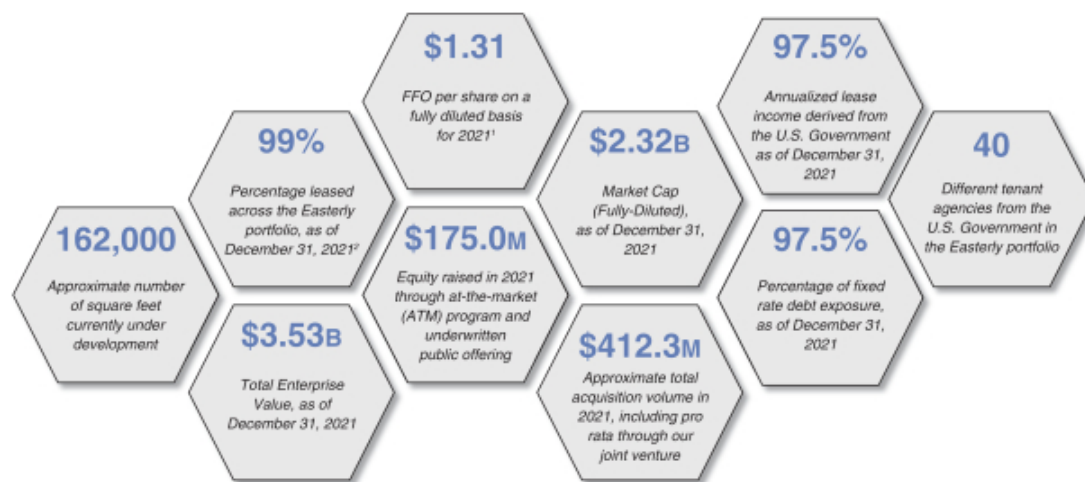 162,000
Approximate number
of square feet
currently under
development
99%
Percentage leased
across the Easterly
portfolio, as of
December 31, 2021²
$3.53B
Total Enterprise
Value, as of
December 31, 2021
$1.31
FFO per share on a
fully diluted basis
for 2021¹
$175.0M
Equity raised in 2021
through at-the-market
(ATM) program and
underwritten
public offering
$2.32B
Market Cap
(Fully-Diluted),
as of December 31,
2021
$412.3M
Approximate total
acquisition volume in
2021, including pro
rata through our
joint venture
97.5%
Annualized lease
income derived from
the U.S. Government
as of December 31,
2021
97.5%
Percentage of fixed
rate debt exposure,
as of December 31,
2021
40
Different tenant
agencies from the
U.S. Government in
the Easterly portfolio